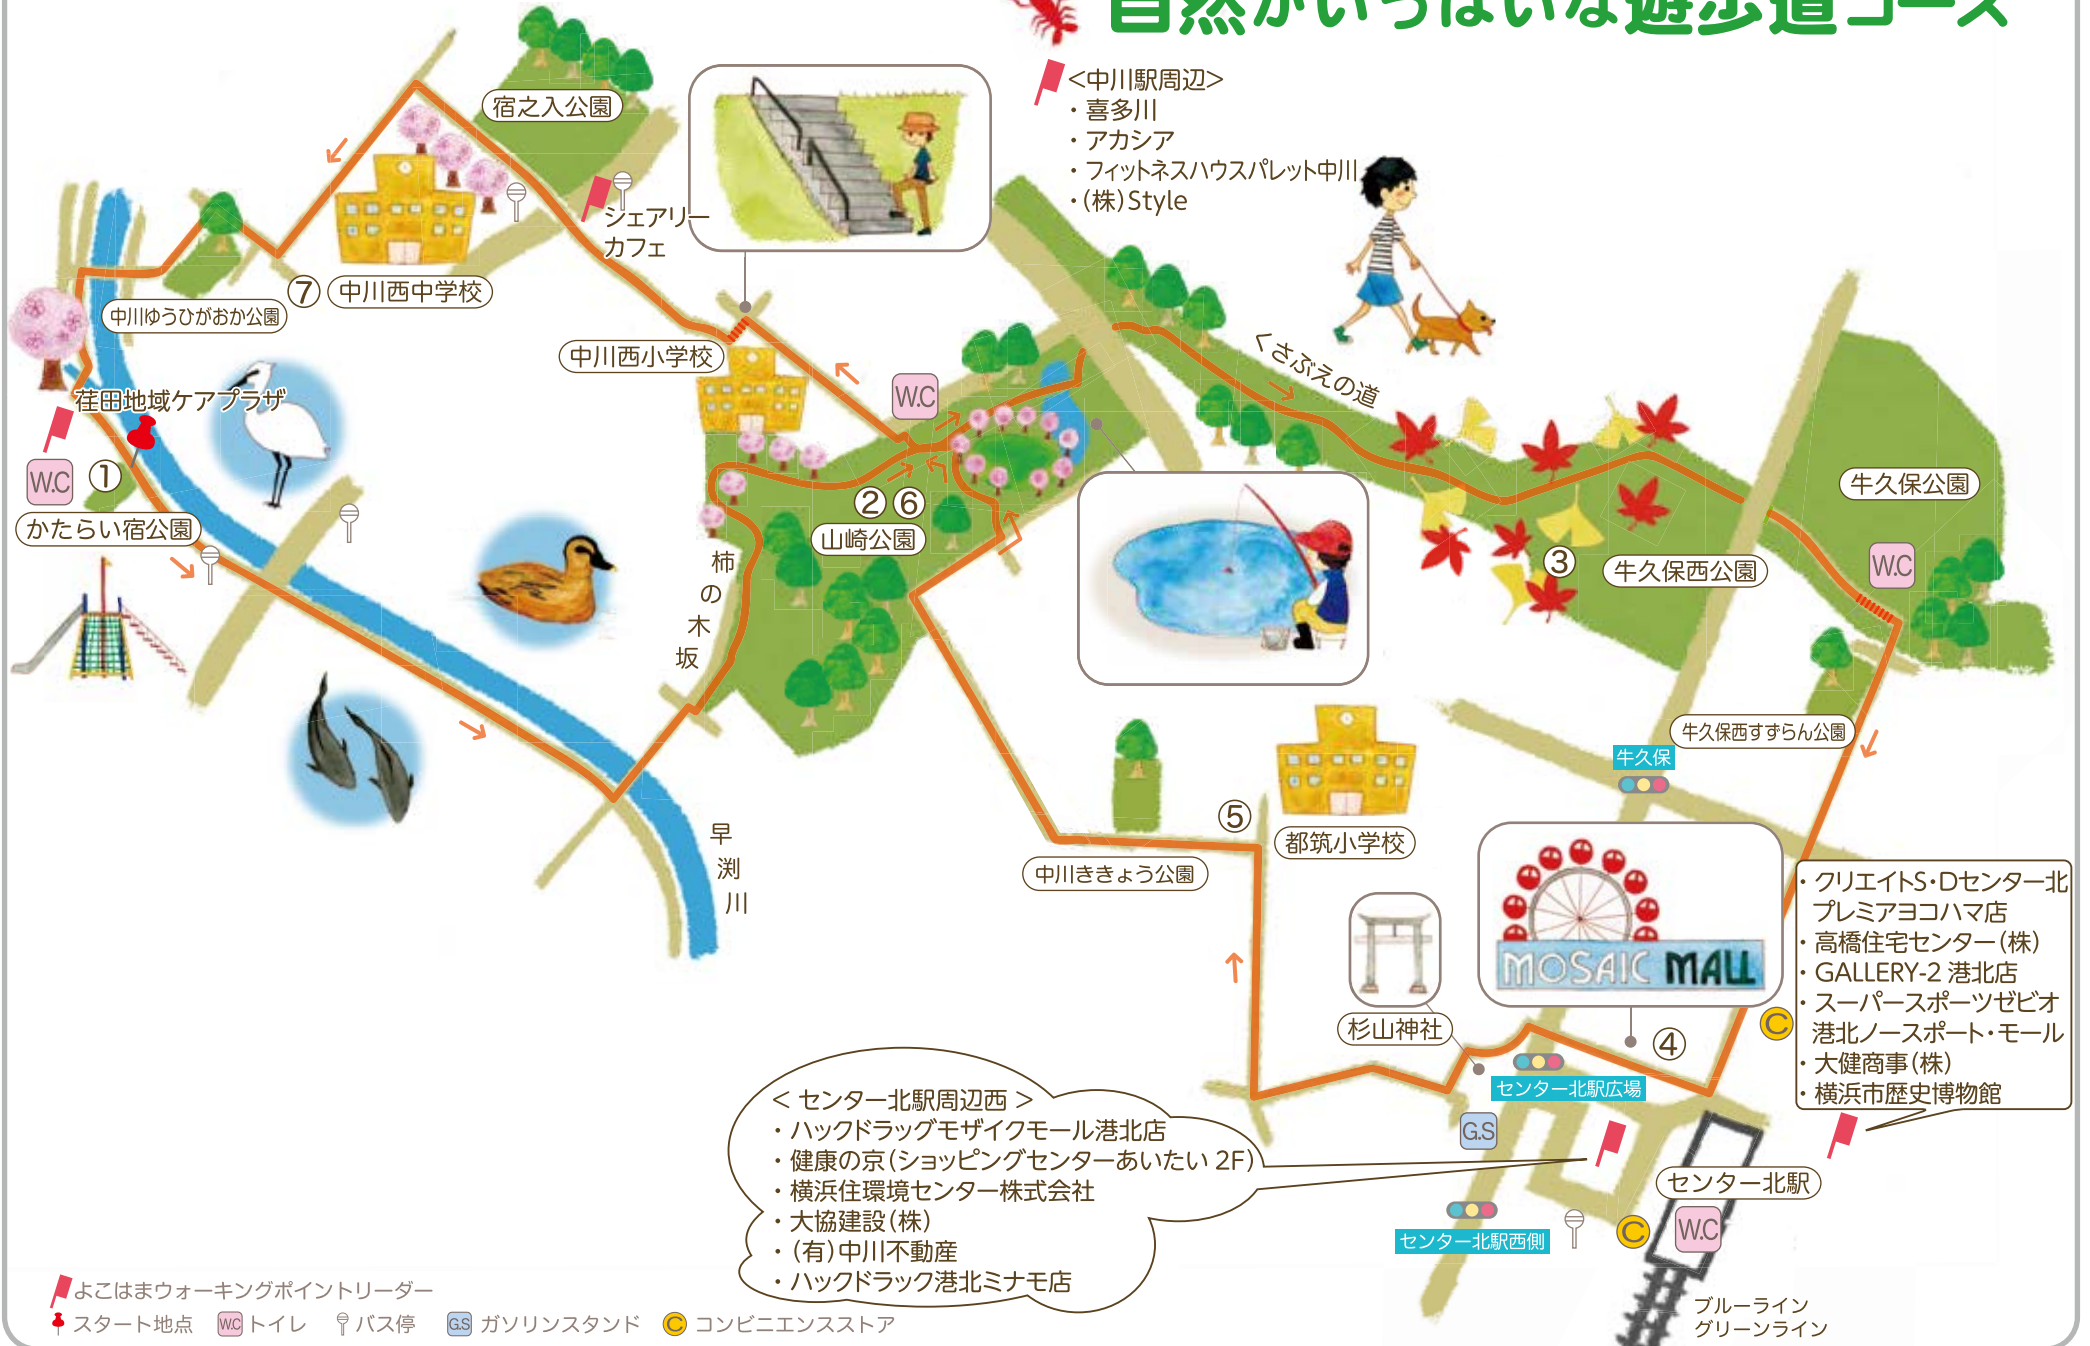 自然がいっぱいな遊歩道コース
＜中川駅周辺＞
・喜多川
・アカシア
・フィットネスハウスパレット中川
・(株)Style
宿之入公園
シェアリー
カフェ
⑦
中川西中学校
中川ゆうひがおか公園
中川西小学校
W.C
くさぶえの道
荏田地域ケアプラザ
W.C
①
かたらい宿公園
②⑥
山崎公園
柿の木坂
③
牛久保西公園
牛久保公園
W.C
牛久保西すずらん公園
牛久保
早渕川
⑤
都筑小学校
中川ききょう公園
MOSAIC MALL
杉山神社
④
C
・クリエイトS・Dセンター北
プレミアヨコハマ店
・高橋住宅センター(株)
・GALLERY-2 港北店
・スーパースポーツゼビオ
港北ノースポート・モール
・大健商事(株)
・横浜市歴史博物館
センター北駅広場
G.S
＜センター北駅周辺西＞
・ハックドラッグモザイクモール港北店
・健康の京(ショッピングセンターあいたい 2F)
・横浜住環境センター株式会社
・大協建設(株)
・(有)中川不動産
・ハックドラック港北ミナモ店
センター北駅
センター北駅西側
C
W.C
ブルーライン
グリーンライン
よこはまウォーキングポイントリーダー
スタート地点 W.C トイレ バス停 G.S ガソリンスタンド C コンビニエンスストア